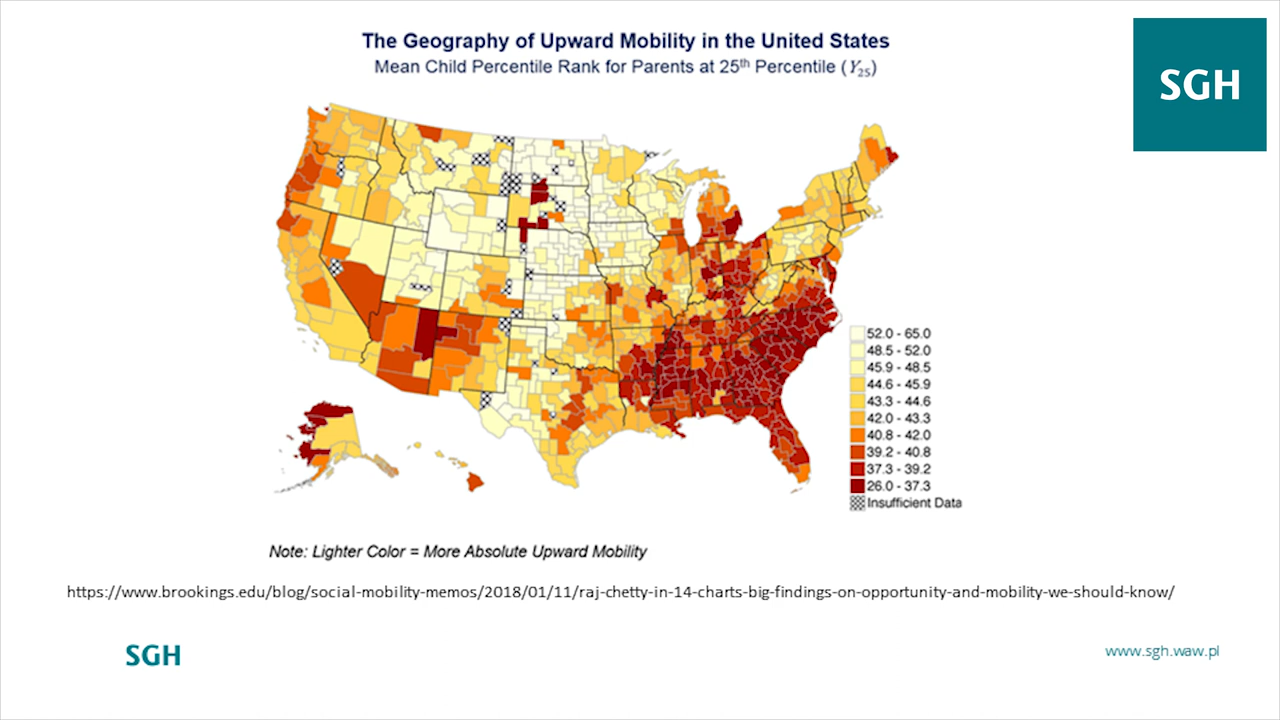 The Geography of Upward Mobility in the United States
Mean Child Percentile Rank for Parents at 25th Percentile (Y25)
SGH
52.0 - 65.0
48.5 - 52.0
45.9 - 48.5
44.6 - 45.9
43.3 - 44.6
42.0 - 43.3
40.8 - 42.0
39.2 - 40.8
37.3 - 39.2
26.0 - 37.3
Insufficient Data
Note: Lighter Color = More Absolute Upward Mobility
https://www.brookings.edu/blog/social-mobility-memos/2018/01/11/raj-chetty-in-14-charts-big-findings-on-opportunity-and-mobility-we-should-know/
SGH
www.sgh.waw.pl